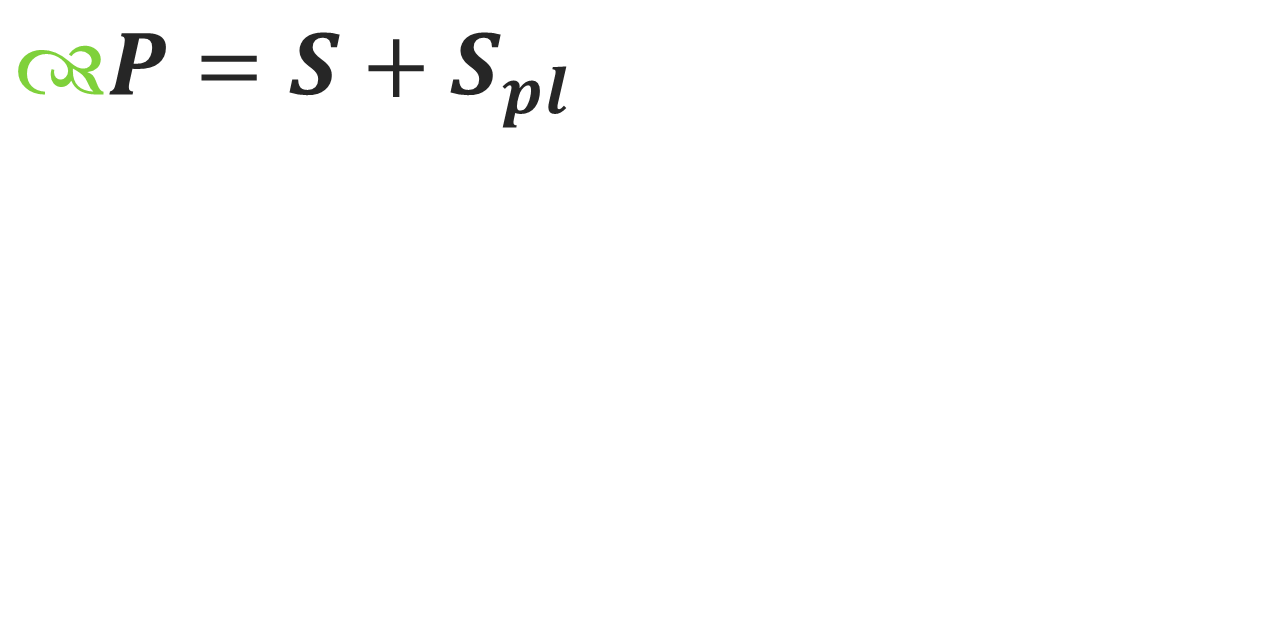 P = S + S_pl